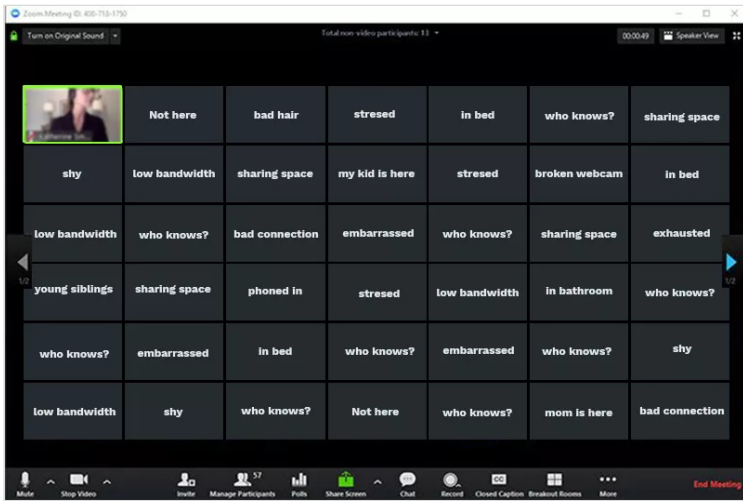 Zoom Meeting ID: 408-710-1750
Turn on Original Sound
Total non-video participants: 13
00:00:49
Speaker View
Not here
bad hair
stresed
in bed
who knows?
sharing space
shy
low bandwidth
sharing space
my kid is here
stresed
broken webcam
in bed
low bandwidth
who knows?
bad connection
embarrassed
who knows?
sharing space
exhausted
1/2
1/2
young siblings
sharing space
phoned in
stresed
low bandwidth
in bathroom
who knows?
who knows?
embarrassed
in bed
who knows?
embarrassed
who knows?
shy
low bandwidth
shy
who knows?
Not here
who knows?
mom is here
bad connection
Mute
Stop Video
Invite
57
Manage Participants
Polls
Share Screen
Chat
Record
CC
Closed Caption
Breakout Rooms
More
End Meeting